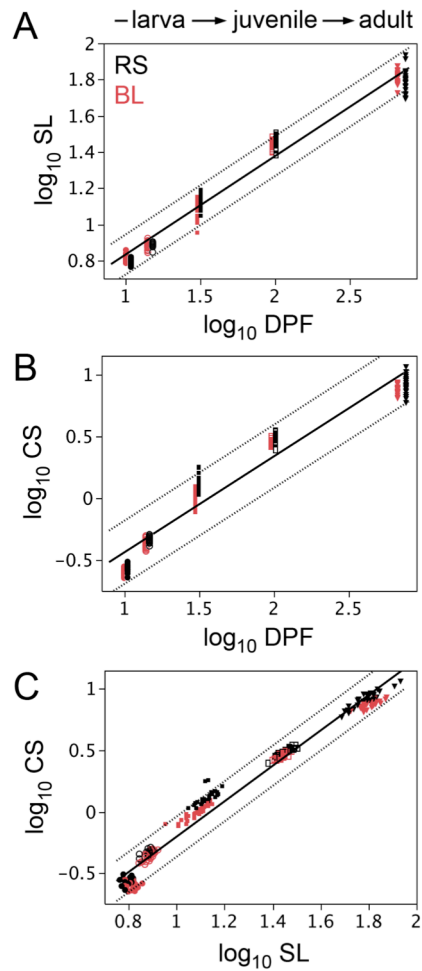 – larva → juvenile → adult
A
RS
BL
log10 SL
2
1.8
1.6
1.4
1.2
1
0.8
1 1.5 2 2.5
log10 DPF
B
log10 CS
1
0.5
0
−0.5
1 1.5 2 2.5
log10 DPF
C
log10 CS
1
0.5
0
−0.5
0.8 1 1.2 1.4 1.6 1.8 2
log10 SL